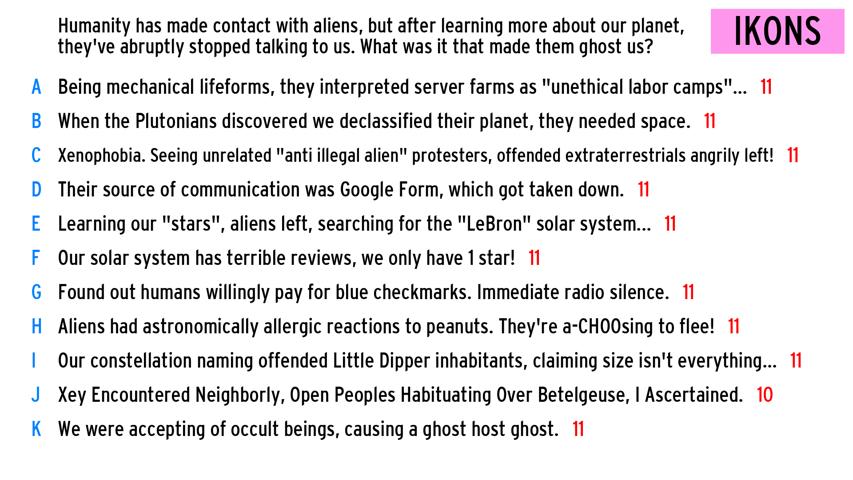 Humanity has made contact with aliens, but after learning more about our planet,
they've abruptly stopped talking to us. What was it that made them ghost us?
IKONS
A Being mechanical lifeforms, they interpreted server farms as "unethical labor camps"... 11
B When the Plutonians discovered we declassified their planet, they needed space. 11
C Xenophobia. Seeing unrelated "anti illegal alien" protesters, offended extraterrestrials angrily left! 11
D Their source of communication was Google Form, which got taken down. 11
E Learning our "stars", aliens left, searching for the "LeBron" solar system... 11
F Our solar system has terrible reviews, we only have 1 star! 11
G Found out humans willingly pay for blue checkmarks. Immediate radio silence. 11
H Aliens had astronomically allergic reactions to peanuts. They're a-CHOOsing to flee! 11
I Our constellation naming offended Little Dipper inhabitants, claiming size isn't everything... 11
J Xey Encountered Neighborly, Open Peoples Habituating Over Betelgeuse, I Ascertained. 10
K We were accepting of occult beings, causing a ghost host ghost. 11